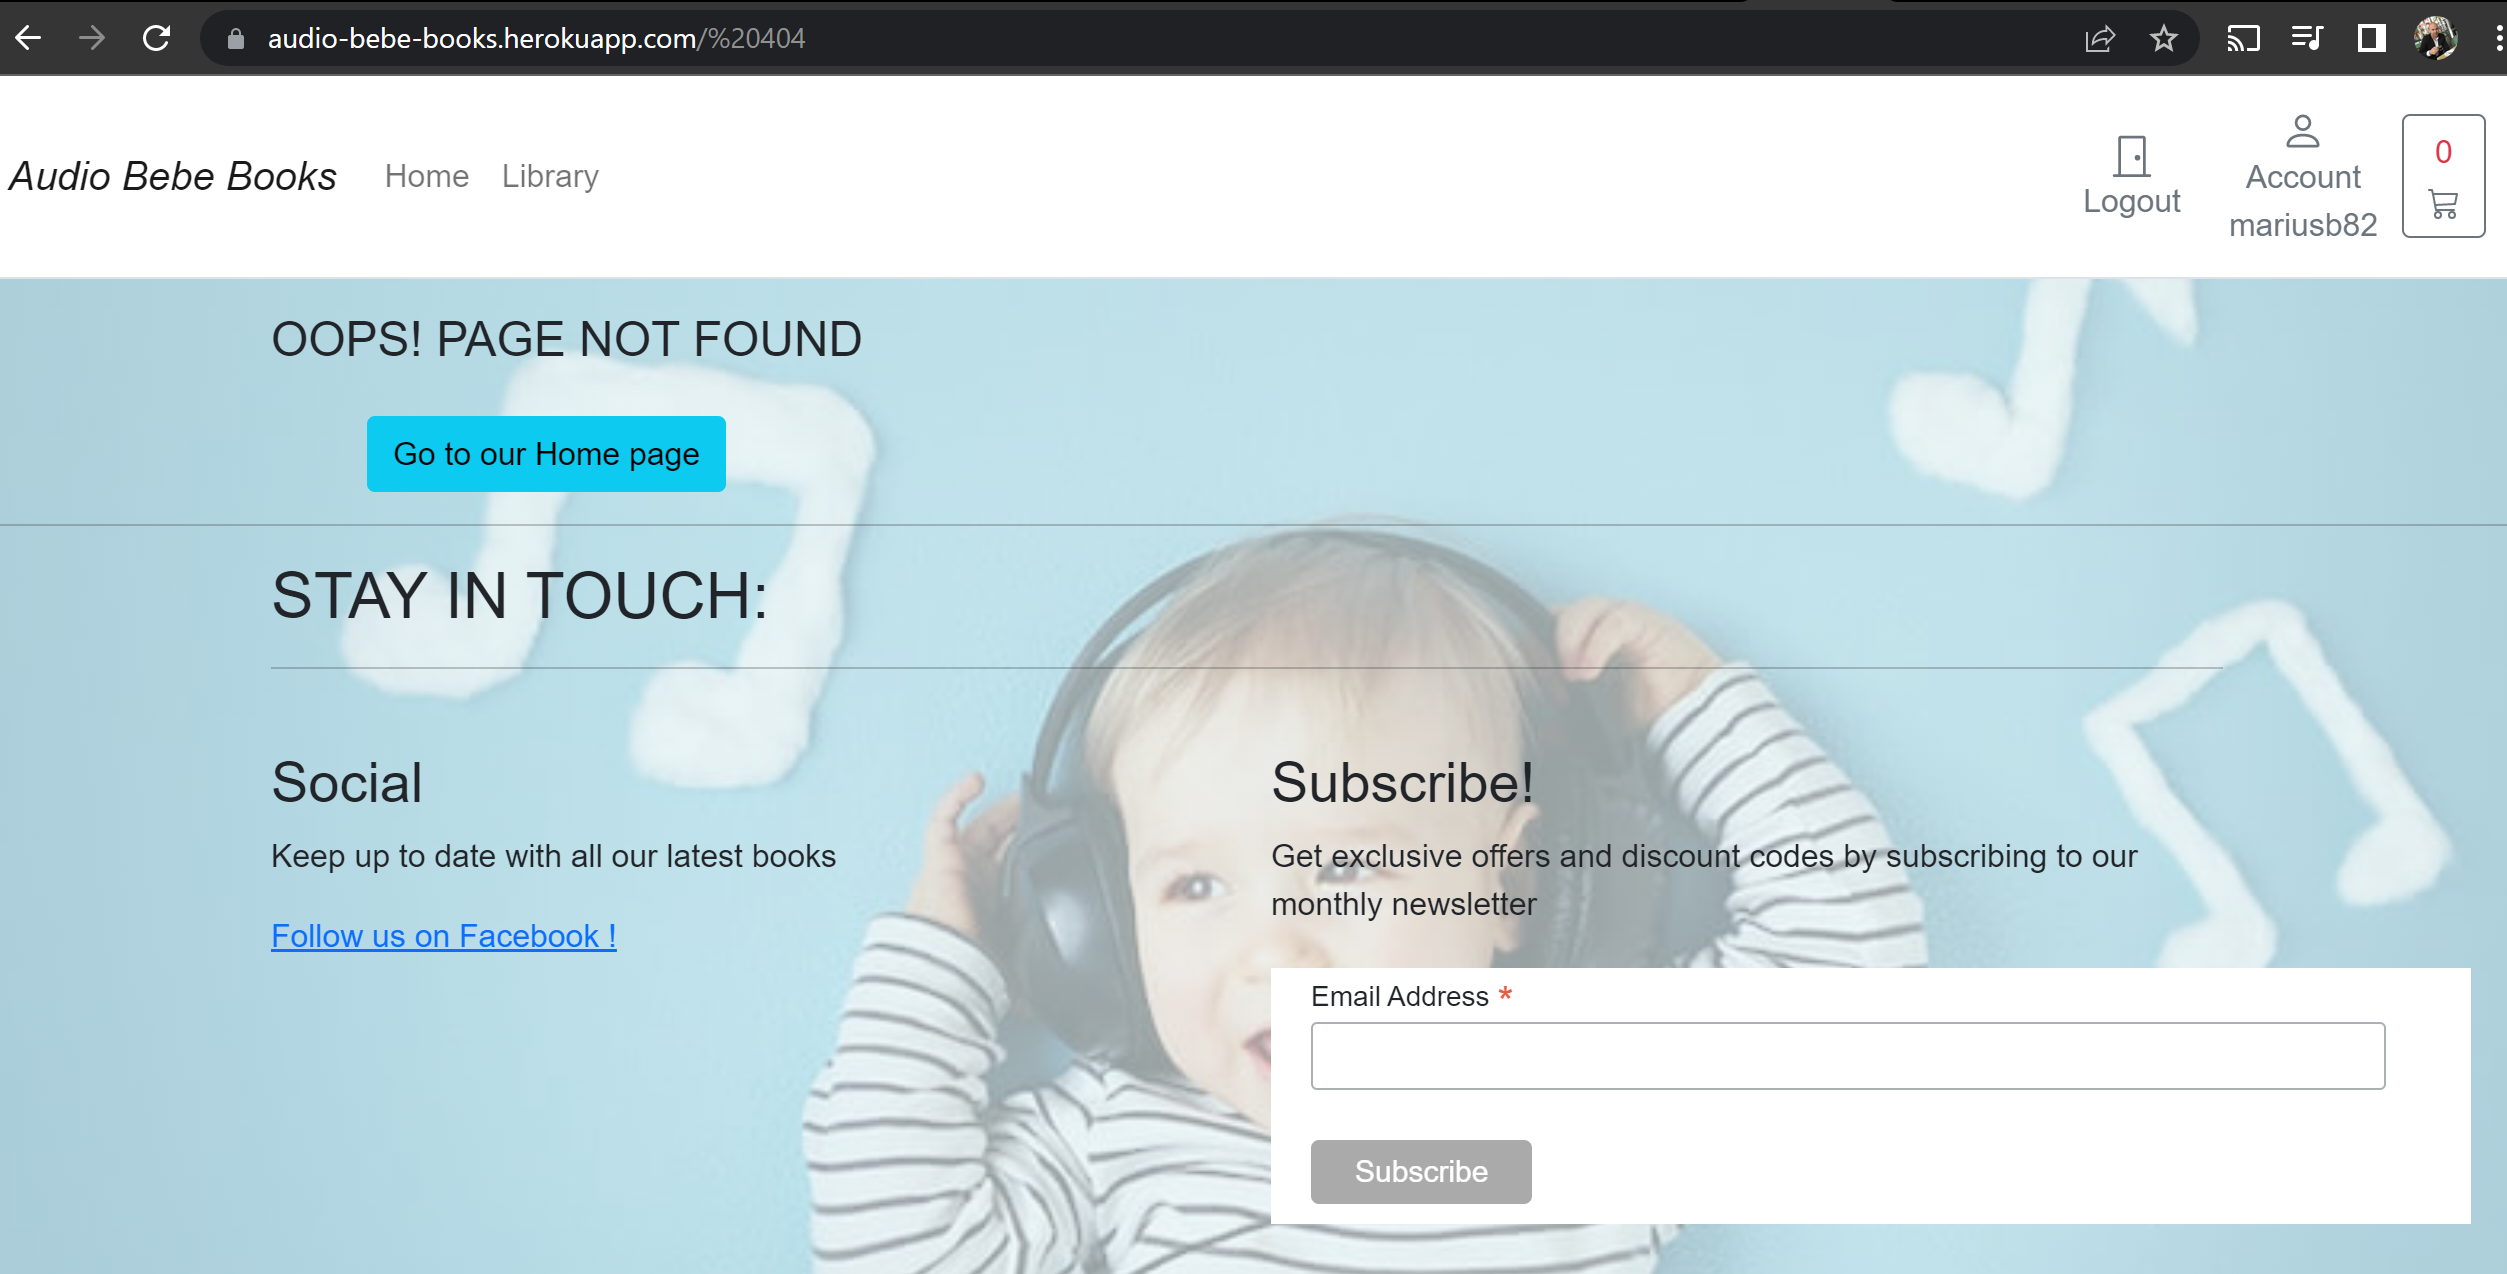 audio-bebe-books.herokuapp.com/%20404
Audio Bebe Books
Home
Library
Logout
Account
mariusb82
0
OOPS! PAGE NOT FOUND
Go to our Home page
STAY IN TOUCH:
Social
Keep up to date with all our latest books
Follow us on Facebook !
Subscribe!
Get exclusive offers and discount codes by subscribing to our
monthly newsletter
Email Address *
Subscribe